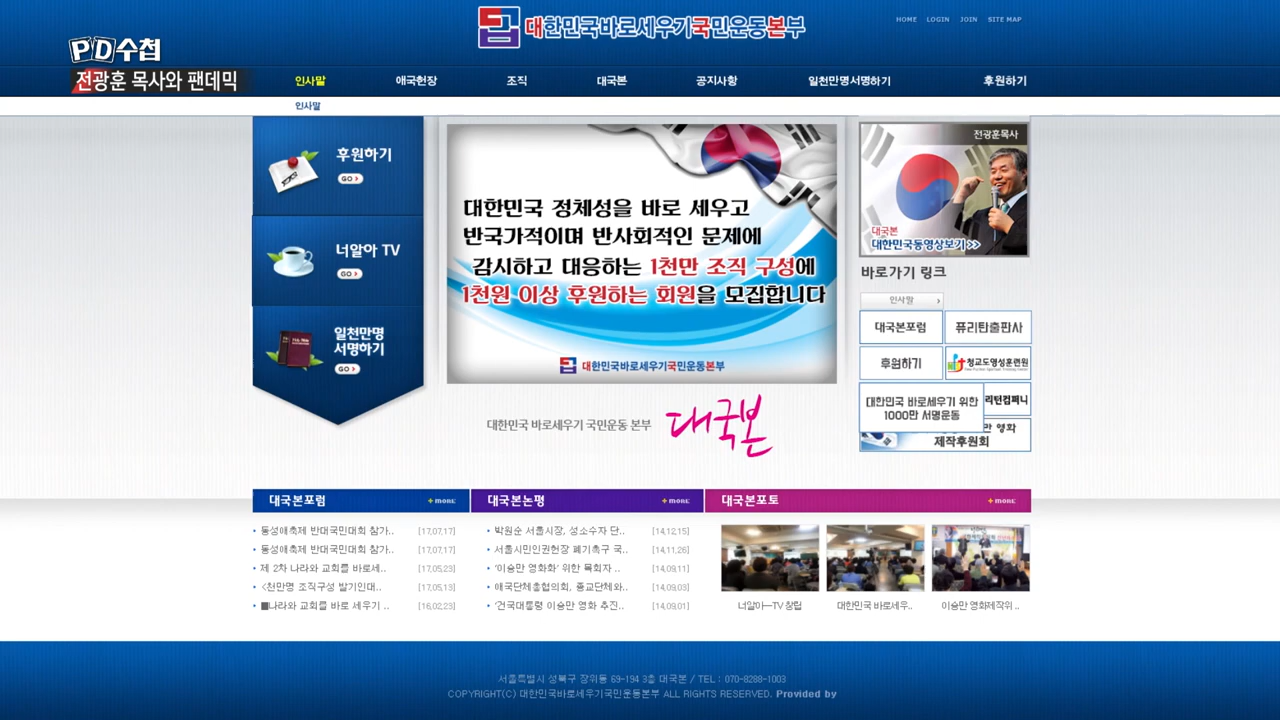 대한민국바로세우기국민운동본부
HOME LOGIN JOIN SITE MAP
PD수첩
전광훈 목사와 팬데믹
인사말 애국헌장 조직 대국본 공지사항 일천만명서명하기 후원하기
인사말
후원하기
GO
너알아 TV
GO
일천만명
서명하기
GO
대한민국 정체성을 바로 세우고
반국가적이며 반사회적인 문제에
감시하고 대응하는 1천만 조직 구성에
1천원 이상 후원하는 회원을 모집합니다
대한민국바로세우기국민운동본부
대한민국 바로세우기 국민운동 본부 대국본
전광훈목사
대국본
대한민국동영상보기 >>
바로가기 링크
인사말
대국본포럼 퓨리탄출판사
후원하기 청교도영성훈련원
리턴컴퍼니
대한민국 바로세우기 위한
1000만 서명운동
만 영화
제작후원회
대국본포럼 + more
동성애축제 반대국민대회 참가.. [17.07.17]
동성애축제 반대국민대회 참가.. [17.07.17]
제 2차 나라와 교회를 바로세.. [17.05.23]
<천만명 조직구성 발기인대.. [17.05.13]
■나라와 교회를 바로 세우기 .. [16.02.23]
대국본논평 + more
박원순 서울시장, 성소수자 단.. [14.12.15]
서울시민인권헌장 폐기촉구 국.. [14.11.26]
'이승만 영화화' 위한 목회자 .. [14.09.11]
애국단체총협의회, 종교단체와.. [14.09.03]
'건국대통령 이승만 영화 추진.. [14.09.01]
대국본포토 + more
너알아—TV 창립 대한민국 바로세우.. 이승만 영화제작위 ..
서울특별시 성북구 장위동 69-194 3층 대국본 / TEL : 070-8288-1003
COPYRIGHT(C) 대한민국바로세우기국민운동본부 ALL RIGHTS RESERVED. Provided by